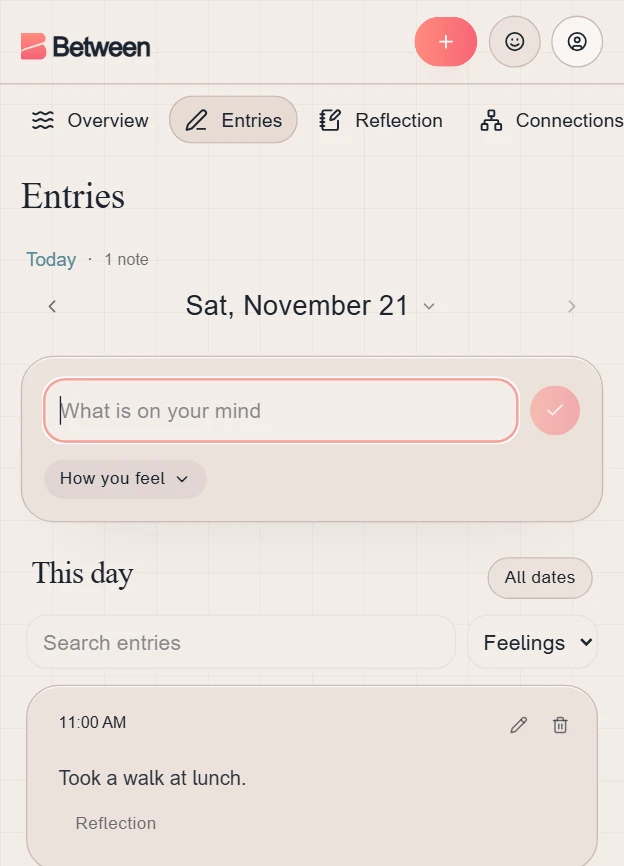 Between
Overview
Entries
Reflection
Connections
Entries
Today · 1 note
Sat, November 21
What is on your mind
How you feel
This day
All dates
Search entries
Feelings
11:00 AM
Took a walk at lunch.
Reflection